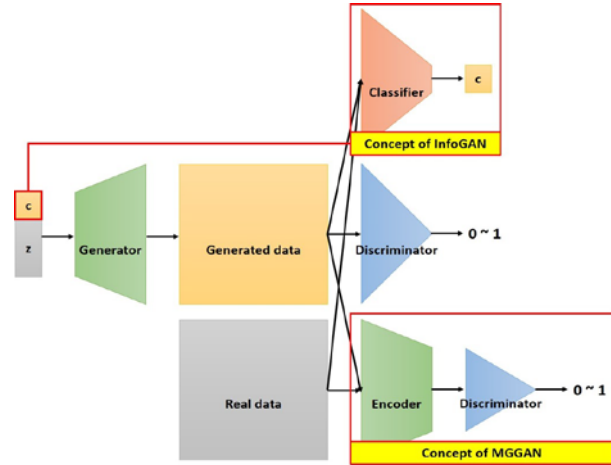 Classifier
c
Concept of InfoGAN
c
z
Generator
Generated data
Discriminator
0 ~ 1
Real data
Encoder
Discriminator
0 ~ 1
Concept of MGGAN